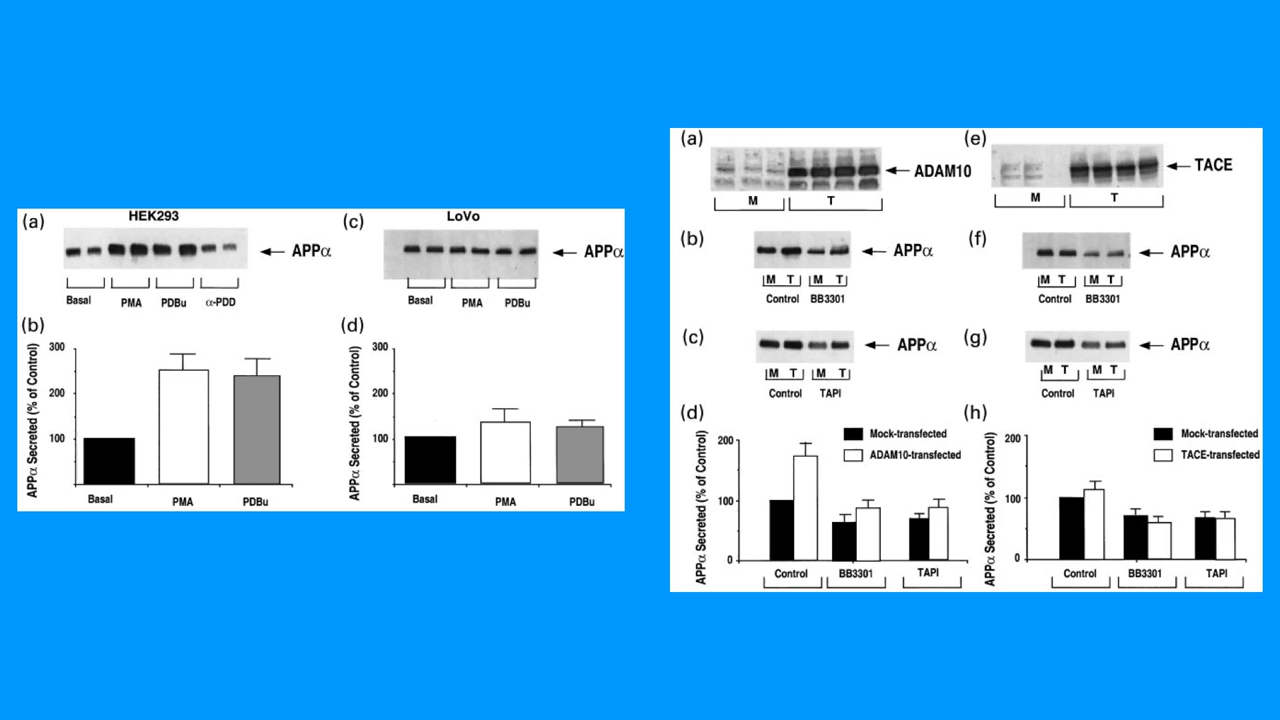 (a)
HEK293
APPα
Basal
PMA
PDBu
α-PDD
(b)
APPα Secreted (% of Control)
300
200
100
Basal
PMA
PDBu
(c)
LoVo
APPα
Basal
PMA
PDBu
(d)
APPα Secreted (% of Control)
300
200
100
Basal
PMA
PDBu
(a)
ADAM10
M
T
(b)
APPα
M T M T
Control BB3301
(c)
APPα
M T M T
Control TAPI
(d)
APPα Secreted (% of Control)
200
100
0
Mock-transfected
ADAM10-transfected
Control BB3301 TAPI
(e)
TACE
M
T
(f)
APPα
M T M T
Control BB3301
(g)
APPα
M T M T
Control TAPI
(h)
APPα Secreted (% of Control)
200
100
0
Mock-transfected
TACE-transfected
Control BB3301 TAPI